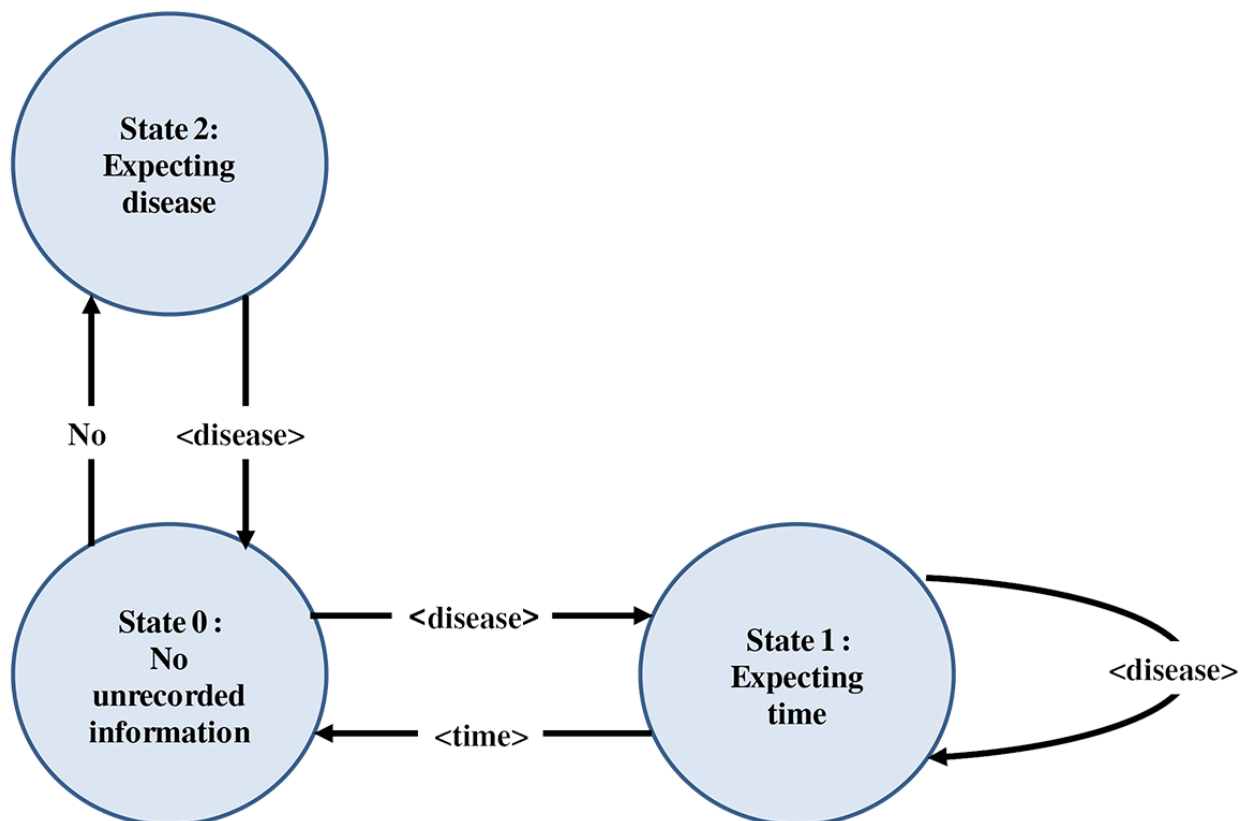 State 2:
Expecting
disease
No
<disease>
State 0 :
No
unrecorded
information
<disease>
<time>
State 1 :
Expecting
time
<disease>